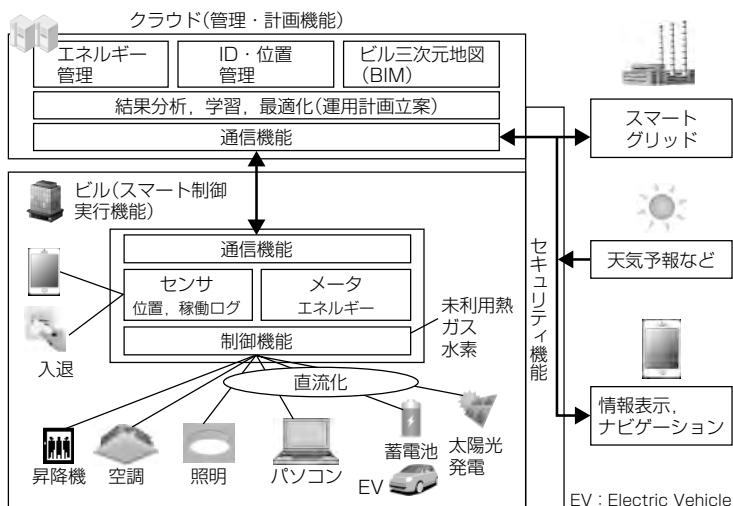 クラウド(管理・計画機能)
エネルギー
管理
ID・位置
管理
ビル三次元地図
(BIM)
結果分析，学習，最適化(運用計画立案)
通信機能
ビル(スマート制御
実行機能)
通信機能
センサ
位置，稼働ログ
メータ
エネルギー
制御機能
入退
未利用熱
ガス
水素
直流化
昇降機
空調
照明
パソコン
蓄電池
EV
太陽光
発電
セキュリティ機能
スマート
グリッド
天気予報など
情報表示，
ナビゲーション
EV：Electric Vehicle